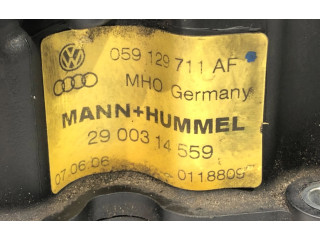 059 129 711 AF
MHO Germany
MANN+HUMMEL
29 003 14 559
07.06.06 0118809